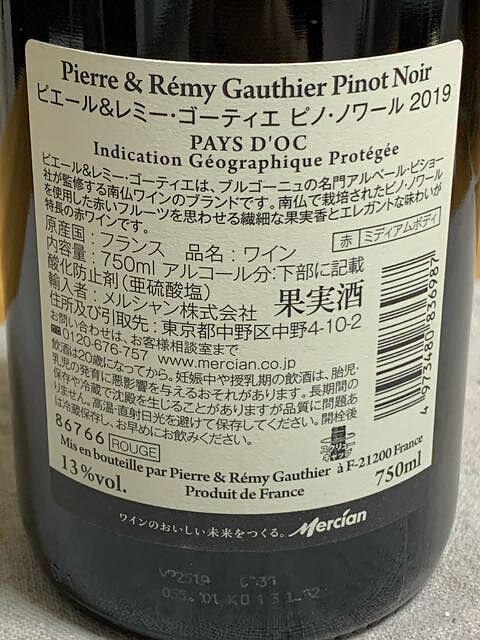 Pierre & Rémy Gauthier Pinot Noir
ピエール&レミー・ゴーティエ ピノ・ノワール 2019
PAYS D'OC
Indication Géographique Protégée
ピエール&レミー・ゴーティエは、ブルゴーニュの名門アルベール・ビショー
社が監修する南仏ワインのブランドです。南仏で栽培されたピノ・ノワール
を使用した赤いフルーツを思わせる繊細な果実香とエレガントな味わいが
特長の赤ワインです。
赤 ミディアムボディ
原産国:フランス 品名:ワイン
内容量:750ml アルコール分:下部に記載
酸化防止剤(亜硫酸塩)
果実酒
輸入者:メルシャン株式会社
住所及び引取先:東京都中野区中野4-10-2
お問い合わせは、お客様相談室まで
0120-676-757 www.mercian.co.jp
飲酒は20歳になってから。妊娠中や授乳期の飲酒は、胎児・
乳児の発育に悪影響を与えるおそれがあります。長期間の
保存や冷蔵で沈殿を生じることがありますが品質に問題あ
りません。高温・直射日光を避けて保存してください。開栓後
は冷蔵保存し、お早めにお飲みください。
4 973480 836987
86766 ROUGE
スクリュー
キャップ
Mis en bouteille par Pierre & Rémy Gauthier à F-21200 France
13%vol.
Produit de France
750ml
ワインのおいしい未来をつくる。 Mercian